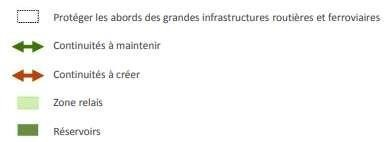 Protéger les abords des grandes infrastructures routières et ferroviaires
Continuités à maintenir
Continuités à créer
Zone relais
Réservoirs